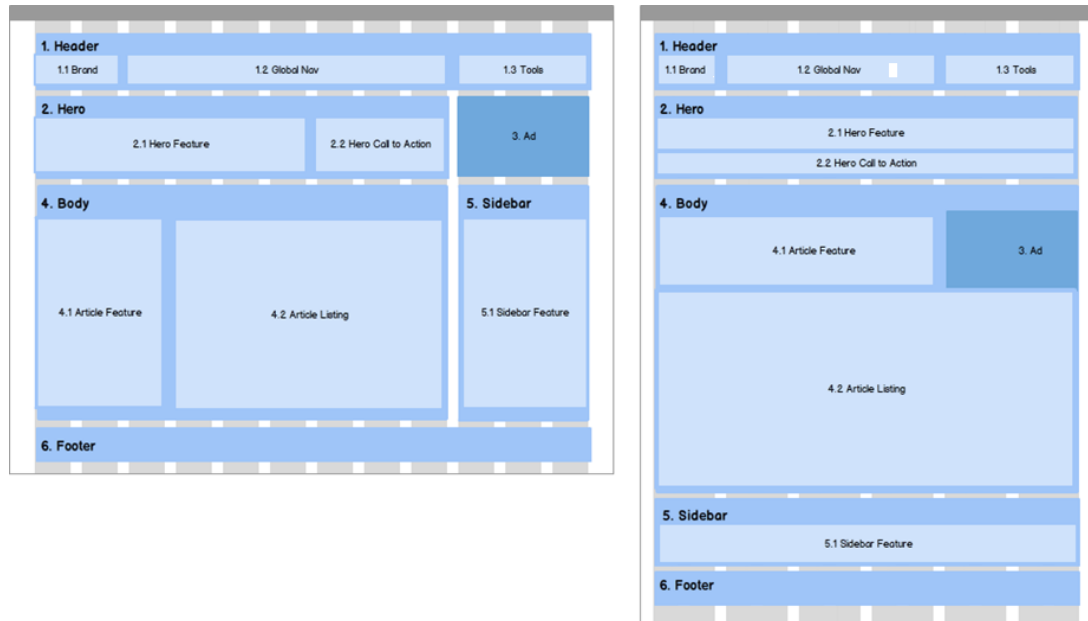 1. Header
1.1 Brand
1.2 Global Nav
1.3 Tools
2. Hero
2.1 Hero Feature
2.2 Hero Call to Action
3. Ad
4. Body
4.1 Article Feature
4.2 Article Listing
5. Sidebar
5.1 Sidebar Feature
6. Footer
1. Header
1.1 Brand
1.2 Global Nav
1.3 Tools
2. Hero
2.1 Hero Feature
2.2 Hero Call to Action
4. Body
4.1 Article Feature
3. Ad
4.2 Article Listing
5. Sidebar
5.1 Sidebar Feature
6. Footer